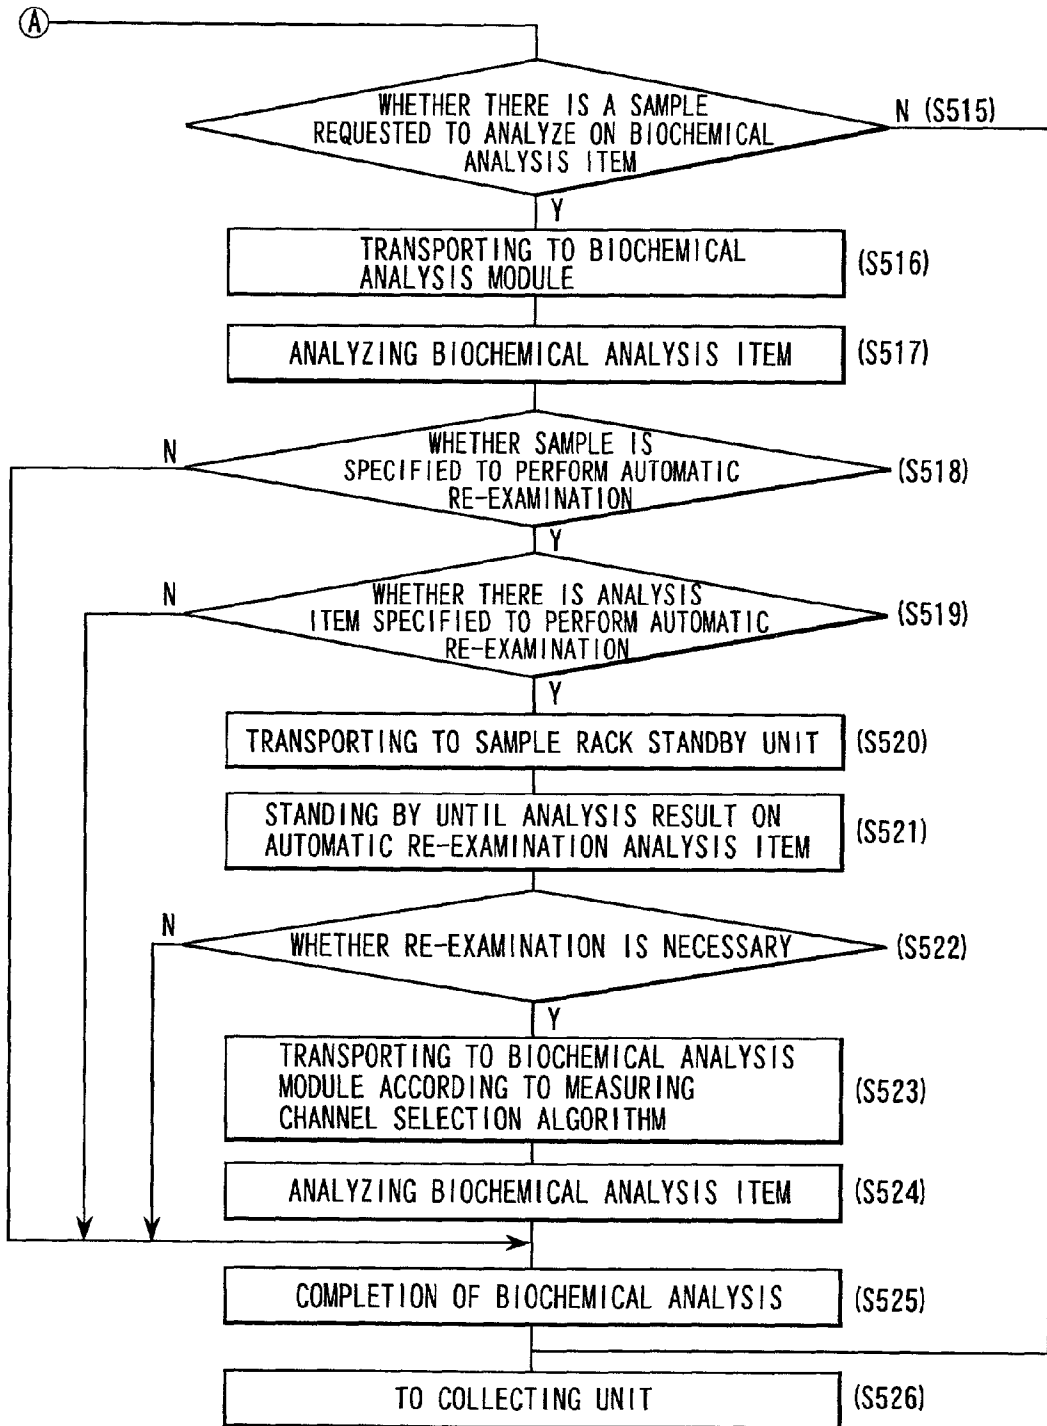 A
WHETHER THERE IS A SAMPLE
REQUESTED TO ANALYZE ON BIOCHEMICAL
ANALYSIS ITEM
N (S515)
Y
TRANSPORTING TO BIOCHEMICAL
ANALYSIS MODULE
(S516)
ANALYZING BIOCHEMICAL ANALYSIS ITEM
(S517)
N
WHETHER SAMPLE IS
SPECIFIED TO PERFORM AUTOMATIC
RE-EXAMINATION
(S518)
Y
N
WHETHER THERE IS ANALYSIS
ITEM SPECIFIED TO PERFORM AUTOMATIC
RE-EXAMINATION
(S519)
Y
TRANSPORTING TO SAMPLE RACK STANDBY UNIT
(S520)
STANDING BY UNTIL ANALYSIS RESULT ON
AUTOMATIC RE-EXAMINATION ANALYSIS ITEM
(S521)
N
WHETHER RE-EXAMINATION IS NECESSARY
(S522)
Y
TRANSPORTING TO BIOCHEMICAL ANALYSIS
MODULE ACCORDING TO MEASURING
CHANNEL SELECTION ALGORITHM
(S523)
ANALYZING BIOCHEMICAL ANALYSIS ITEM
(S524)
COMPLETION OF BIOCHEMICAL ANALYSIS
(S525)
TO COLLECTING UNIT
(S526)